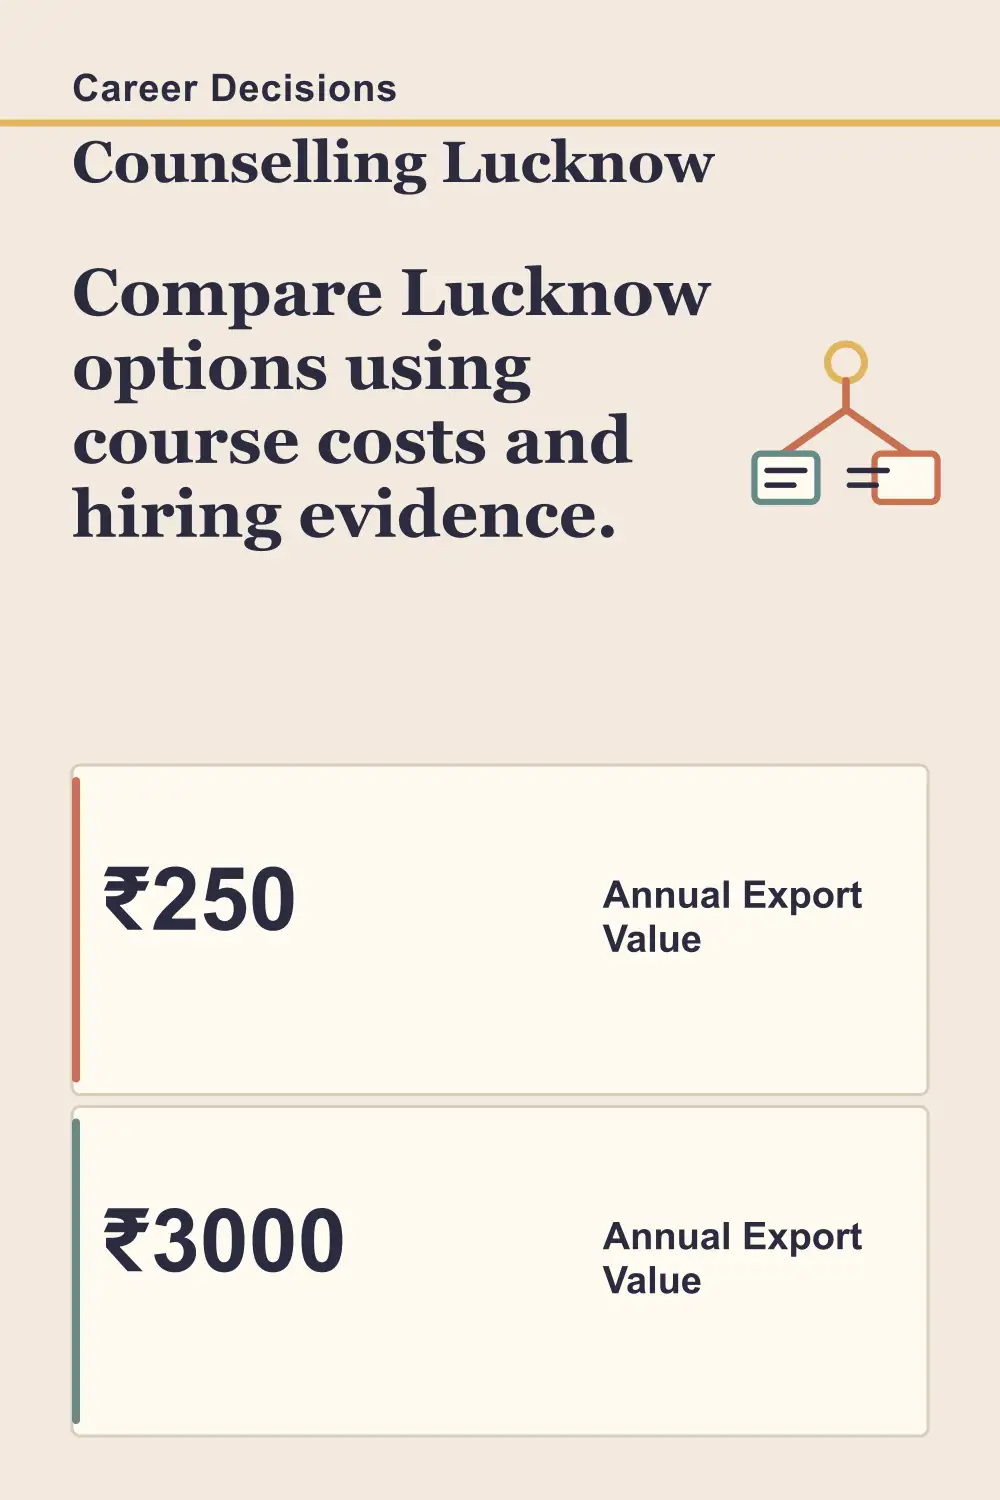 Career Decisions
Counselling Lucknow
Compare Lucknow
options using
course costs and
hiring evidence.
₹250
Annual Export
Value
₹3000
Annual Export
Value